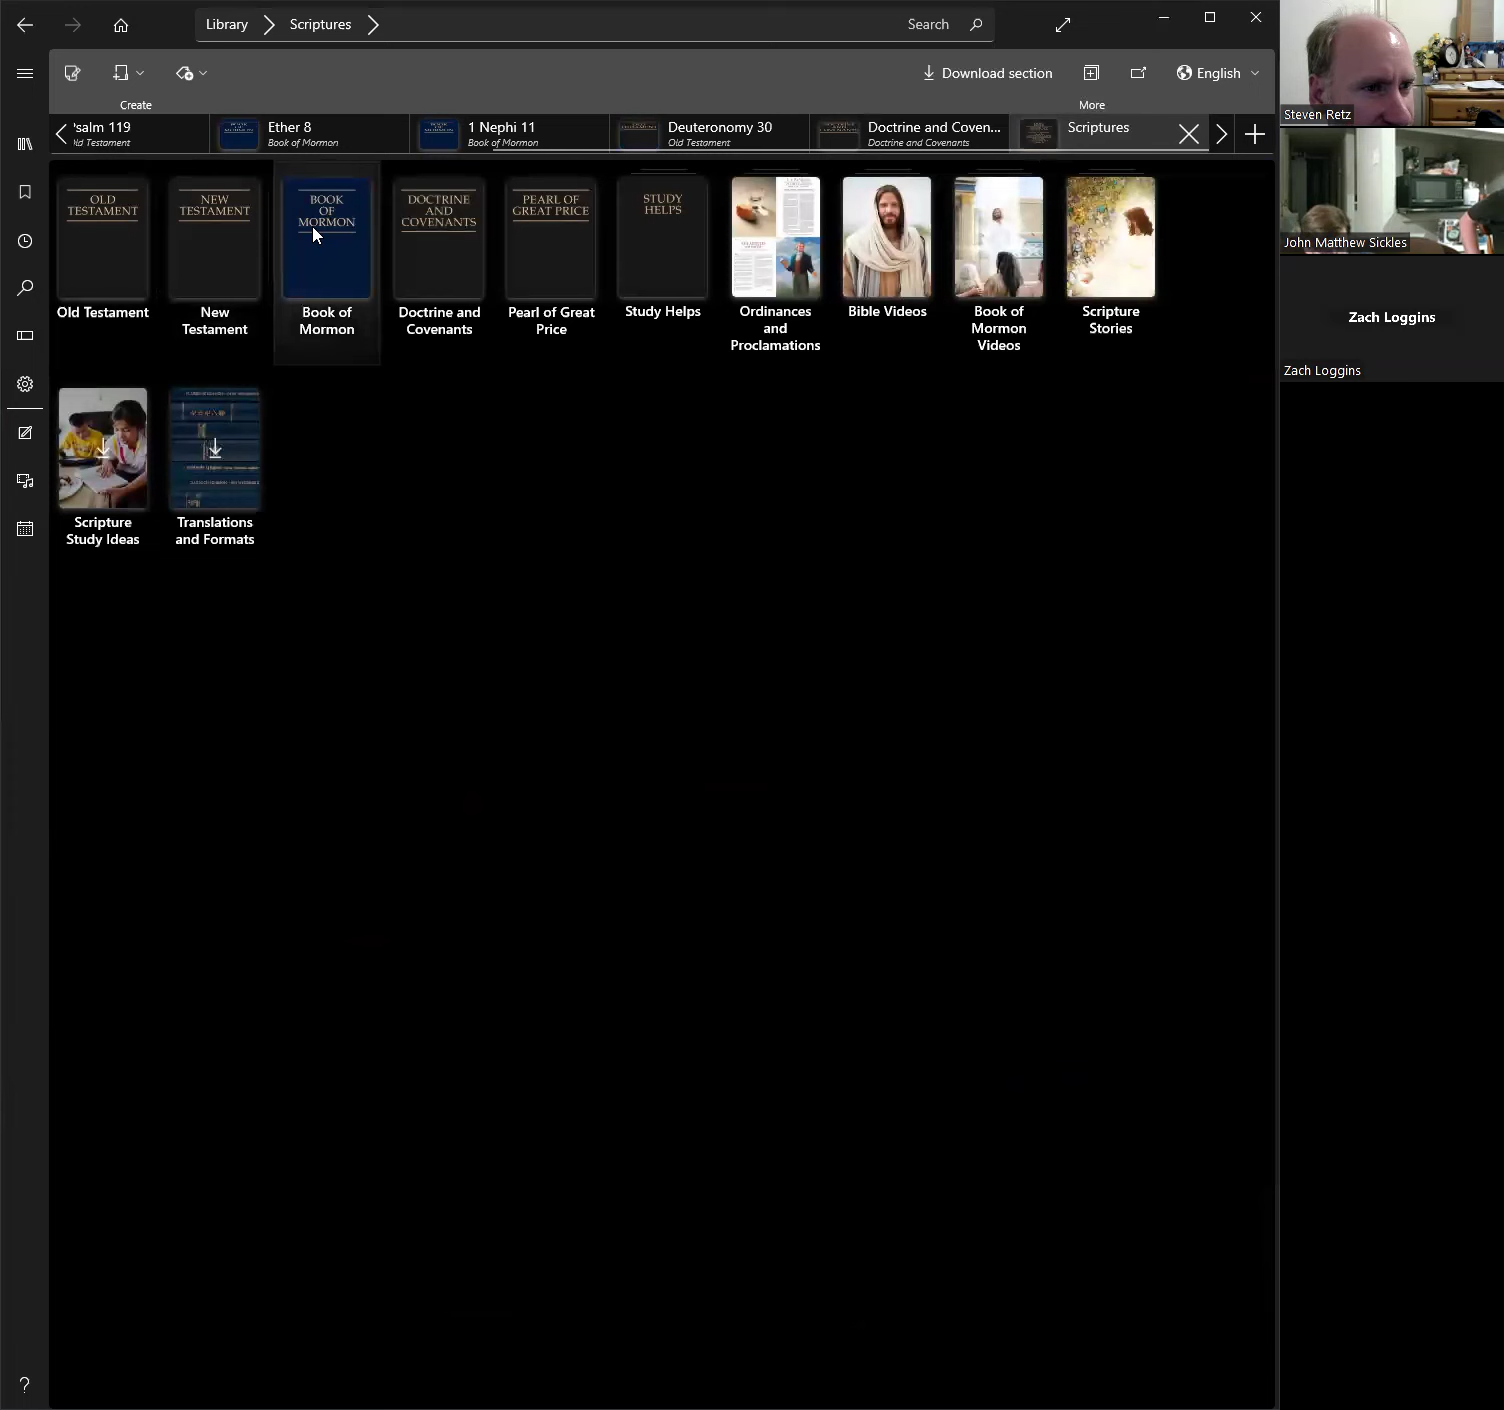 Library
Scriptures
Search
Download section
English
Create
More
salm 119
ld Testament
Ether 8
Book of Mormon
1 Nephi 11
Book of Mormon
Deuteronomy 30
Old Testament
Doctrine and Coven...
Doctrine and Covenants
Scriptures
OLD
TESTAMENT
NEW
TESTAMENT
BOOK
OF
MORMON
DOCTRINE
AND
COVENANTS
PEARL OF
GREAT PRICE
STUDY
HELPS
Old Testament
New
Testament
Book of
Mormon
Doctrine and
Covenants
Pearl of Great
Price
Study Helps
Ordinances
and
Proclamations
Bible Videos
Book of
Mormon
Videos
Scripture
Stories
Scripture
Study Ideas
Translations
and Formats
Steven Retz
John Matthew Sickles
Zach Loggins
Zach Loggins